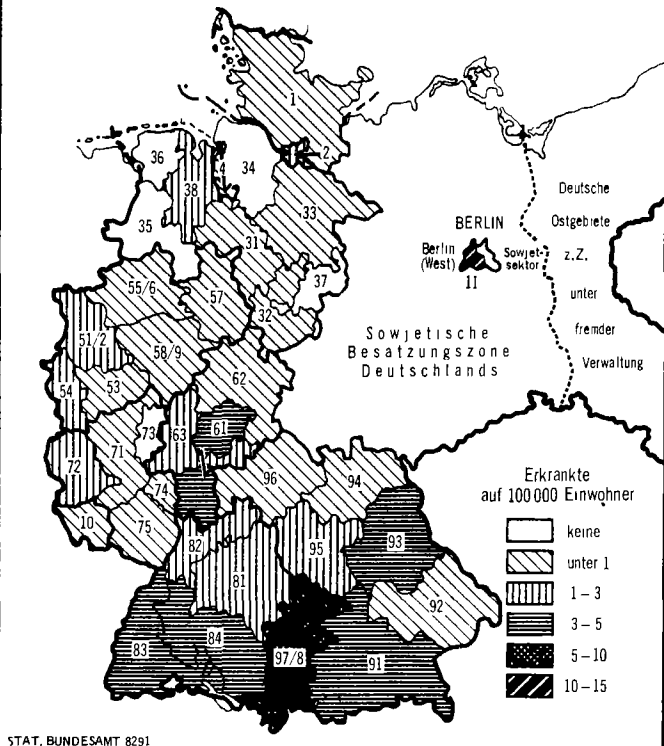 1
2
36
4
34
38
35
33
31
37
55/6
57
32
51/2
58/9
53
54
62
61
73
63
71
72
74
96
94
10
75
82
95
93
81
92
83
84
97/8
91
BERLIN
Berlin
(West)
Sowjet-
sektor
11
Deutsche
Ostgebiete
z.Z.
unter
fremder
Verwaltung
Sowjetische
Besatzungszone
Deutschlands
Erkrankte
auf 100 000 Einwohner
keine
unter 1
1 – 3
3 – 5
5 – 10
10 – 15
STAT. BUNDESAMT 8291